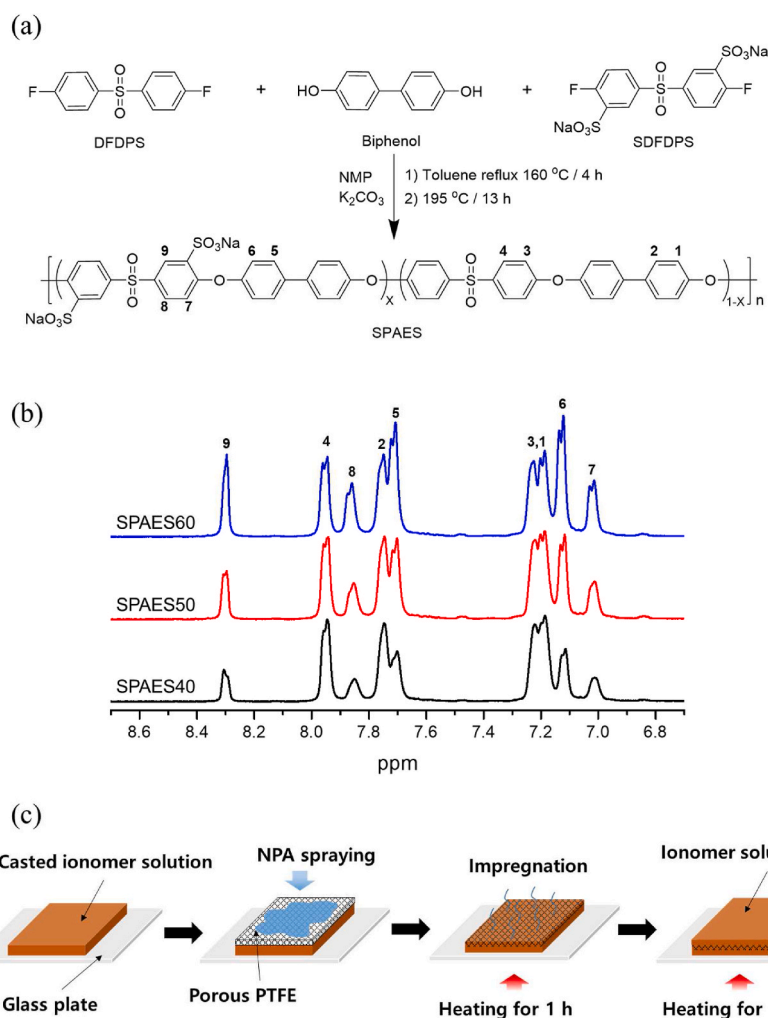 (a)
SO₃Na
F
F
+
HO
OH
+
F
F
NaO₃S
DFDPS
Biphenol
SDFDPS
NMP
1) Toluene reflux 160 °C / 4 h
K₂CO₃
2) 195 °C / 13 h
9
SO₃Na
6
5
4
3
2
1
O
S
O
O
O
X
O
S
O
O
O
1-X
n
8
7
NaO₃S
SPAES
(b)
9
4
8
2
5
3,1
6
7
SPAES60
SPAES50
SPAES40
8.6 8.4 8.2 8.0 7.8 7.6 7.4 7.2 7.0 6.8
ppm
(c)
Casted ionomer solution
NPA spraying
Impregnation
Ionomer solu
Glass plate
Porous PTFE
Heating for 1 h
Heating for